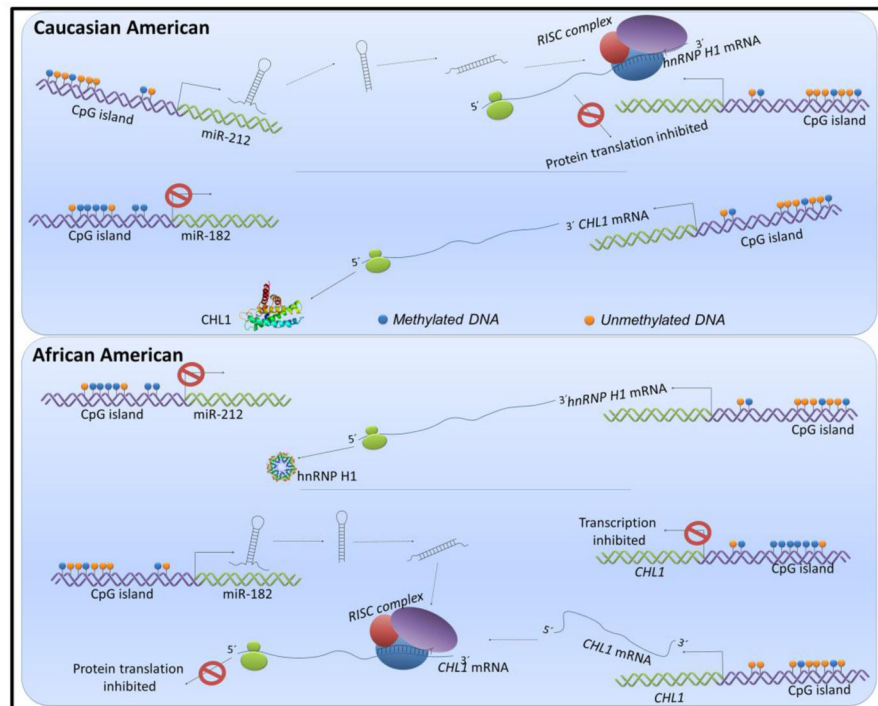 Caucasian American
RISC complex
3´
hnRNP H1 mRNA
CpG island
miR-212
5´
Protein translation inhibited
CpG island
CpG island
miR-182
3´ CHL1 mRNA
CpG island
5´
CHL1
Methylated DNA
Unmethylated DNA
African American
CpG island
miR-212
3´hnRNP H1 mRNA
CpG island
5´
hnRNP H1
Transcription
inhibited
CHL1
CpG island
CpG island
miR-182
RISC complex
5´
3´
CHL1 mRNA
Protein translation
inhibited
5´
3´
CHL1 mRNA
CHL1
CpG island